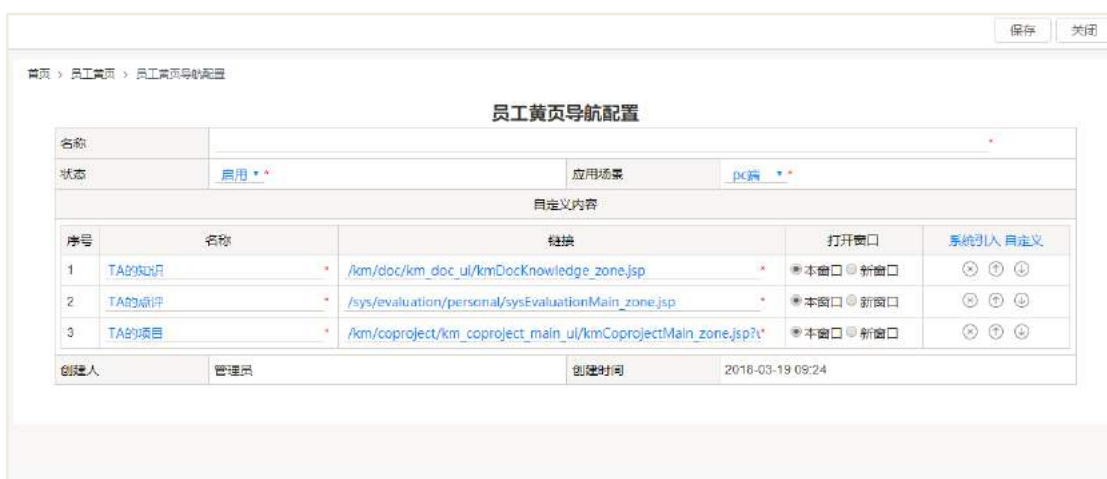 保存 关闭
首页 > 员工黄页 > 员工黄页导航配置
员工黄页导航配置
名称 *
状态 启用 * 应用场景 pc端 *
自定义内容
序号 名称 链接 打开窗口 系统引入 自定义
1 TA的知识 * /km/doc/km_doc_ui/kmDocKnowledge_zone.jsp * 本窗口 新窗口
2 TA的点评 * /sys/evaluation/personal/sysEvaluationMain_zone.jsp * 本窗口 新窗口
3 TA的项目 * /km/coproject/km_coproject_main_ui/kmCoprojectMain_zone.jsp?t* 本窗口 新窗口
创建人 管理员 创建时间 2018-03-19 09:24